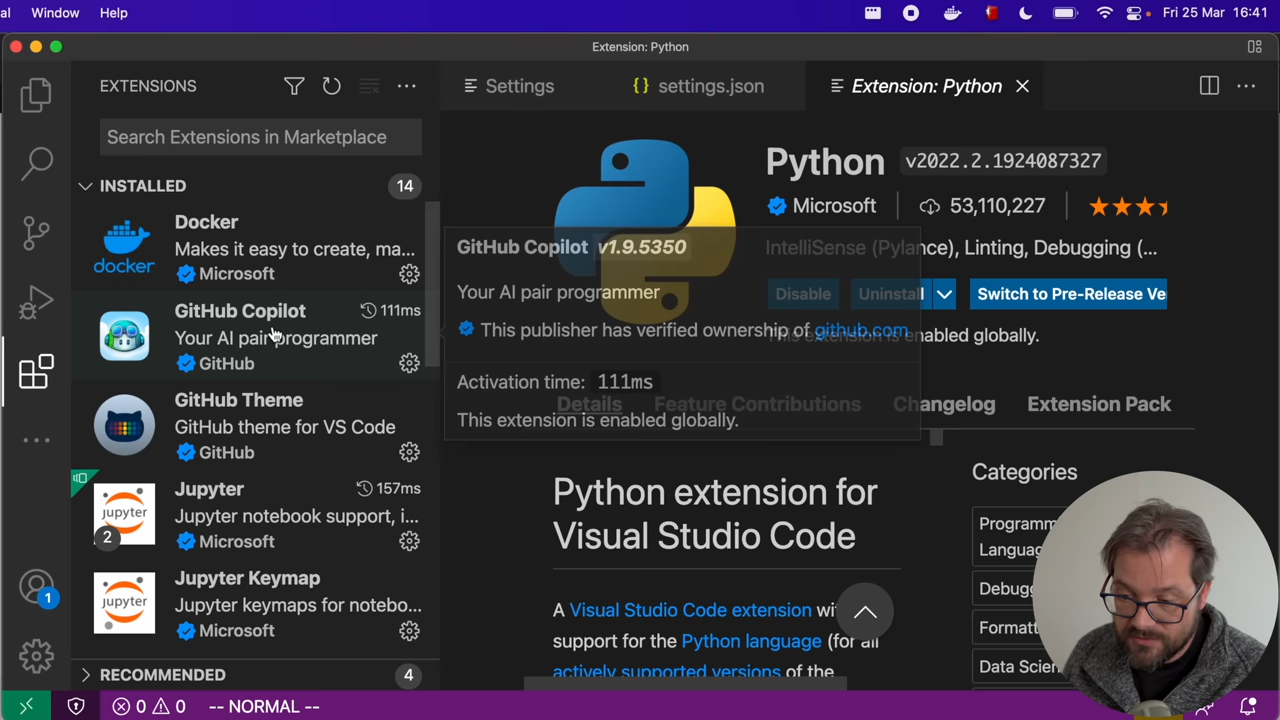 al Window Help Fri 25 Mar 16:41
Extension: Python
EXTENSIONS
Search Extensions in Marketplace
INSTALLED 14
Docker
Makes it easy to create, ma...
docker
Microsoft
GitHub Copilot 111ms
Your AI pair programmer
GitHub
GitHub Theme
GitHub theme for VS Code
GitHub
Jupyter 157ms
Jupyter notebook support, i...
jupyter
2
Microsoft
Jupyter Keymap
Jupyter keymaps for notebo...
jupyter
Microsoft
RECOMMENDED 4
1
Settings {} settings.json Extension: Python
Python v2022.2.1924087327
Microsoft 53,110,227
IntelliSense (Pylance), Linting, Debugging (...
Disable Uninstall Switch to Pre-Release Ve
This extension is enabled globally.
GitHub Copilot v1.9.5350
Your AI pair programmer
This publisher has verified ownership of github.com
Activation time: 111ms
This extension is enabled globally.
Details Feature Contributions Changelog Extension Pack
Python extension for
Visual Studio Code
A Visual Studio Code extension wi
support for the Python language (for all
actively supported versions of the
Categories
Programm
Langua
Debugg
Formatt
Data Scien
0 0 -- NORMAL --